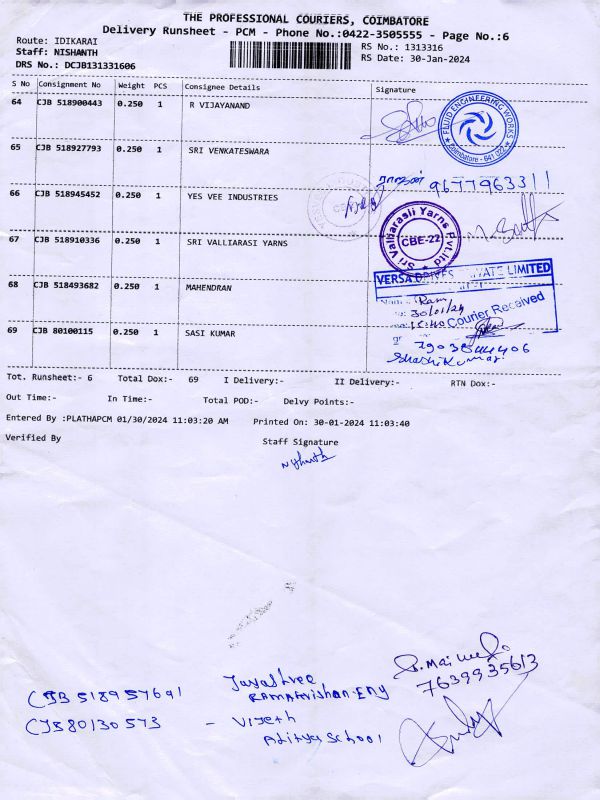 THE PROFESSIONAL COURIERS, COIMBATORE
Delivery Runsheet - PCM - Phone No.:0422-3505555 - Page No.:6
Route: IDIKARAI
Staff: NISHANTH
DRS No.: DCJB131331606
RS No.: 1313316
RS Date: 30-Jan-2024
S No Consignment No Weight PCS Consignee Details Signature
64 CJB 518900443 0.250 1 R VIJAYANAND
FLUID ENGINEERING WORKS
Coimbatore - 641 022
65 CJB 518927793 0.250 1 SRI VENKATESWARA
9677963311
66 CJB 518945452 0.250 1 YES VEE INDUSTRIES
67 CJB 518910336 0.250 1 SRI VALLIARASI YARNS
Sri Valliarasi Yarns Pvt.ltd
CBE-22
68 CJB 518493682 0.250 1 MAHENDRAN
LIMITED
Ram
30/01/24
Courier Received
69 CJB 80100115 0.250 1 SASI KUMAR
Shashikumar
Tot. Runsheet:- 6 Total Dox:- 69 I Delivery:- II Delivery:- RTN Dox:-
Out Time:- In Time:- Total POD:- Delvy Points:-
Entered By :PLATHAPCM 01/30/2024 11:03:20 AM Printed On: 30-01-2024 11:03:40
Verified By Staff Signature
CJB 518957691 Jayashree
7639935613
CJB80130573 - Vijeth
Aditya School